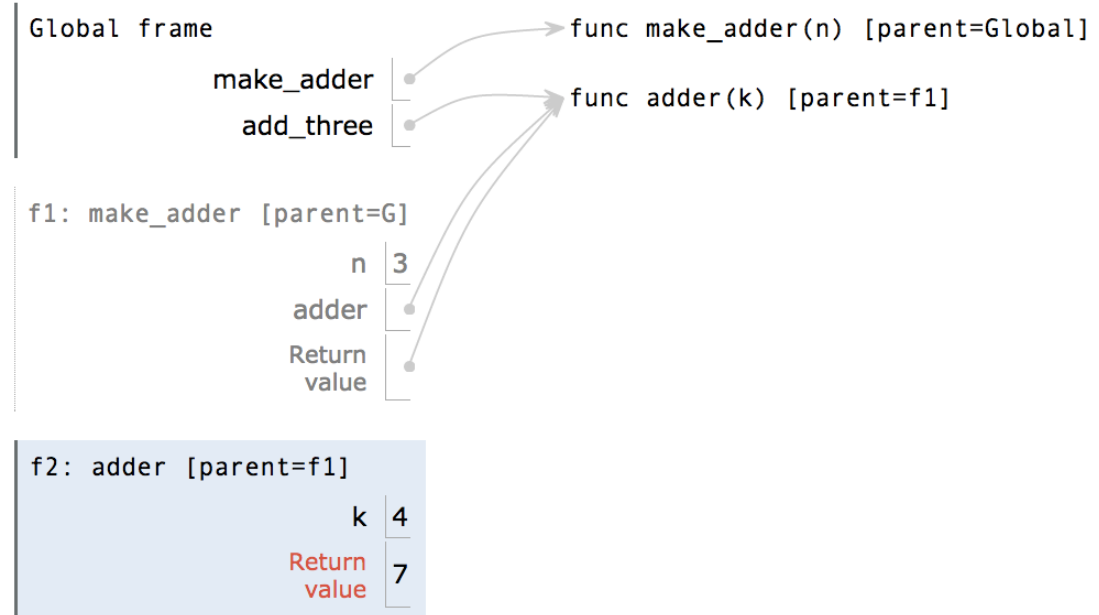 Global frame
func make_adder(n) [parent=Global]
make_adder
func adder(k) [parent=f1]
add_three
f1: make_adder [parent=G]
n 3
adder
Return
value
f2: adder [parent=f1]
k 4
Return
value 7